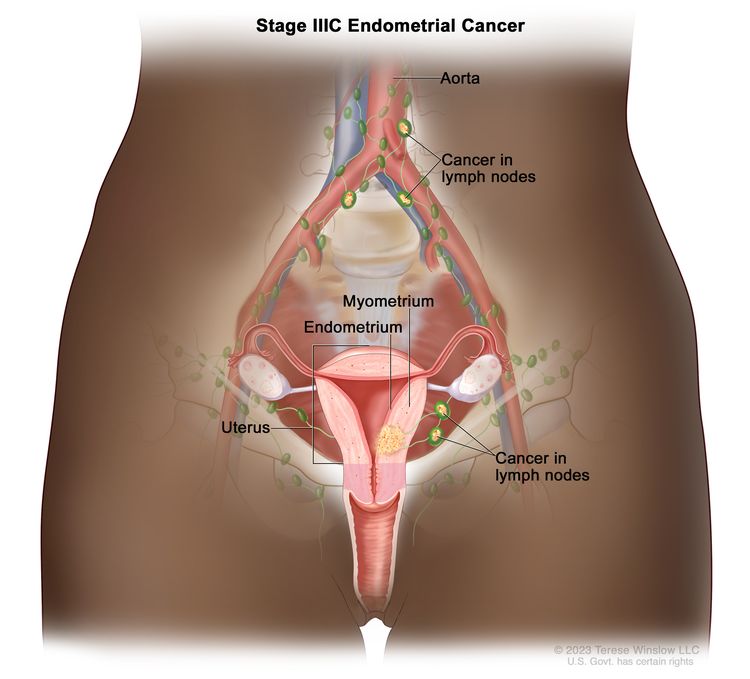 Stage IIIC Endometrial Cancer
Aorta
Cancer in
lymph nodes
Myometrium
Endometrium
Uterus
Cancer in
lymph nodes
© 2023 Terese Winslow LLC
U.S. Govt. has certain rights